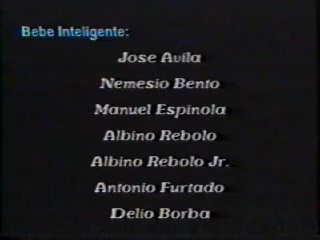 Bebe Inteligente:
Jose Avila
Nemesio Bento
Manuel Espinola
Albino Rebolo
Albino Rebolo Jr.
Antonio Furtado
Delio Borba